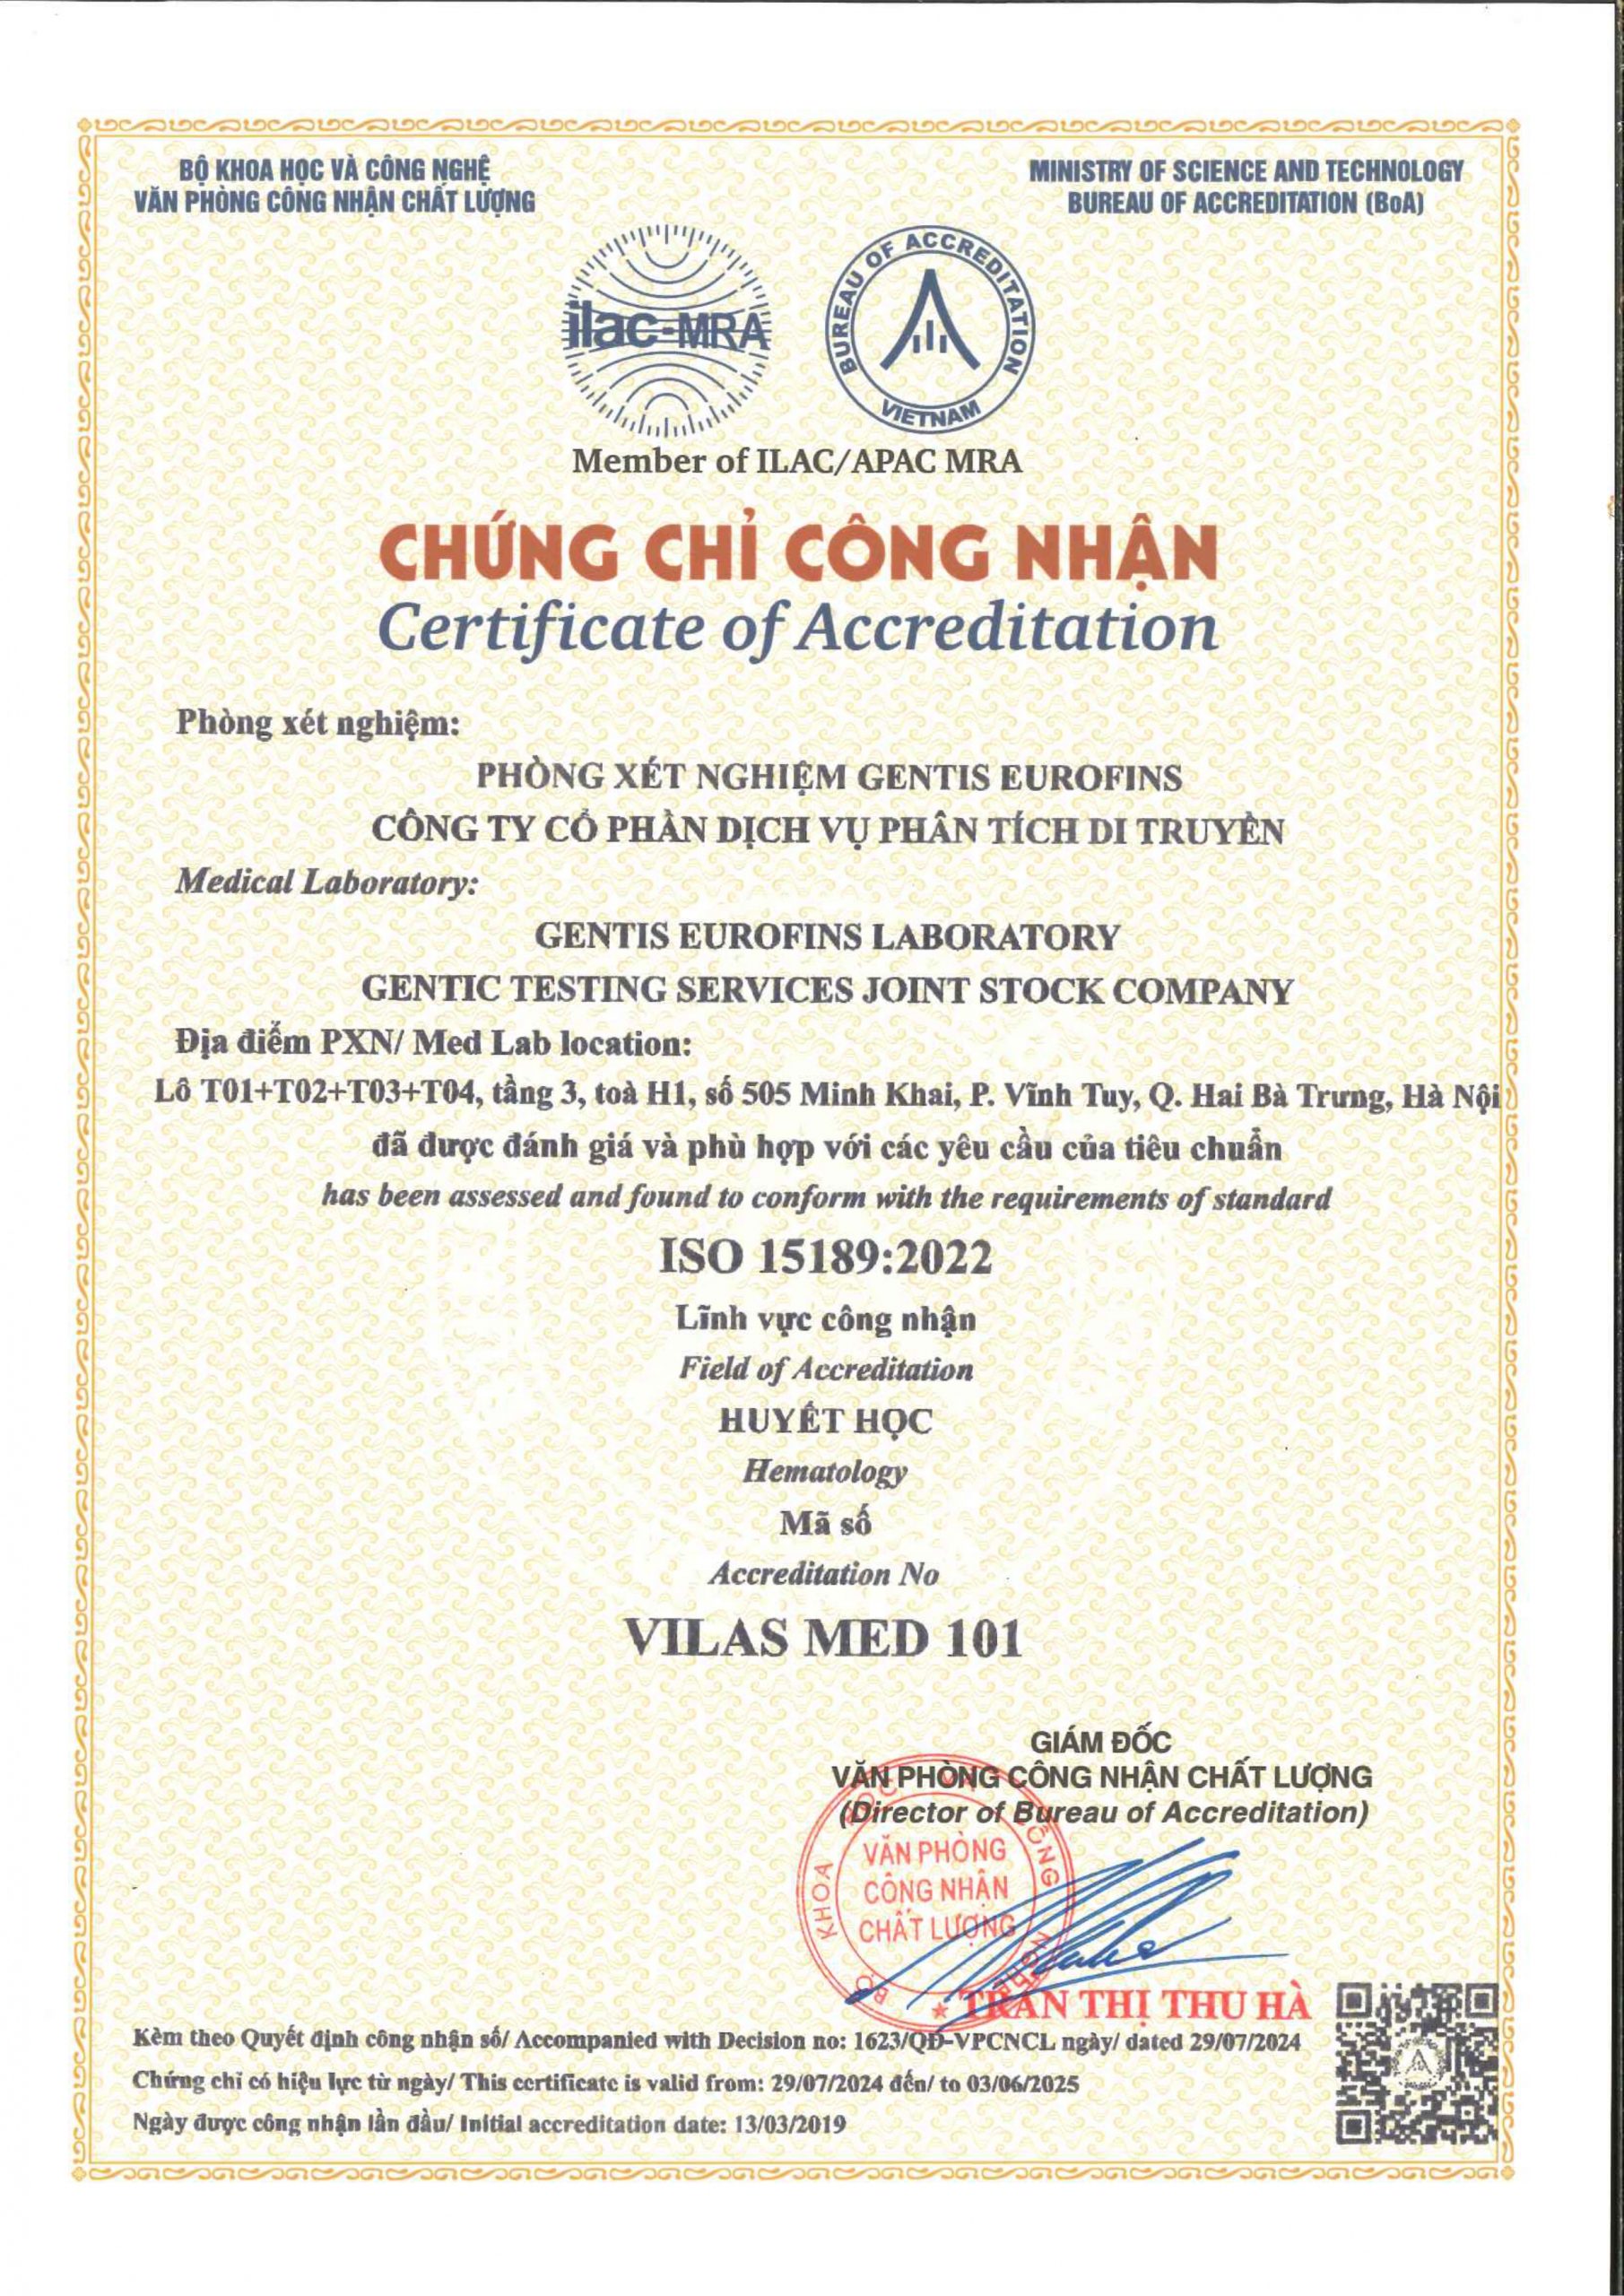 BỘ KHOA HỌC VÀ CÔNG NGHỆ
VĂN PHÒNG CÔNG NHẬN CHẤT LƯỢNG
MINISTRY OF SCIENCE AND TECHNOLOGY
BUREAU OF ACCREDITATION (BoA)
ilac-MRA
BUREAU OF ACCREDITATION
VIETNAM
Member of ILAC/APAC MRA
CHỨNG CHỈ CÔNG NHẬN
Certificate of Accreditation
Phòng xét nghiệm:
PHÒNG XÉT NGHIỆM GENTIS EUROFINS
CÔNG TY CỔ PHẦN DỊCH VỤ PHÂN TÍCH DI TRUYỀN
Medical Laboratory:
GENTIS EUROFINS LABORATORY
GENTIC TESTING SERVICES JOINT STOCK COMPANY
Địa điểm PXN/ Med Lab location:
Lô T01+T02+T03+T04, tầng 3, toà H1, số 505 Minh Khai, P. Vĩnh Tuy, Q. Hai Bà Trưng, Hà Nội
đã được đánh giá và phù hợp với các yêu cầu của tiêu chuẩn
has been assessed and found to conform with the requirements of standard
ISO 15189:2022
Lĩnh vực công nhận
Field of Accreditation
HUYẾT HỌC
Hematology
Mã số
Accreditation No
VILAS MED 101
GIÁM ĐỐC
VĂN PHÒNG CÔNG NHẬN CHẤT LƯỢNG
(Director of Bureau of Accreditation)
BỘ KHOA HỌC VÀ CÔNG NGHỆ
VĂN PHÒNG
CÔNG NHẬN
CHẤT LƯỢNG
TRẦN THỊ THU HÀ
Kèm theo Quyết định công nhận số/ Accompanied with Decision no: 1623/QĐ-VPCNCL ngày/ dated 29/07/2024
Chứng chỉ có hiệu lực từ ngày/ This certificate is valid from: 29/07/2024 đến/ to 03/06/2025
Ngày được công nhận lần đầu/ Initial accreditation date: 13/03/2019